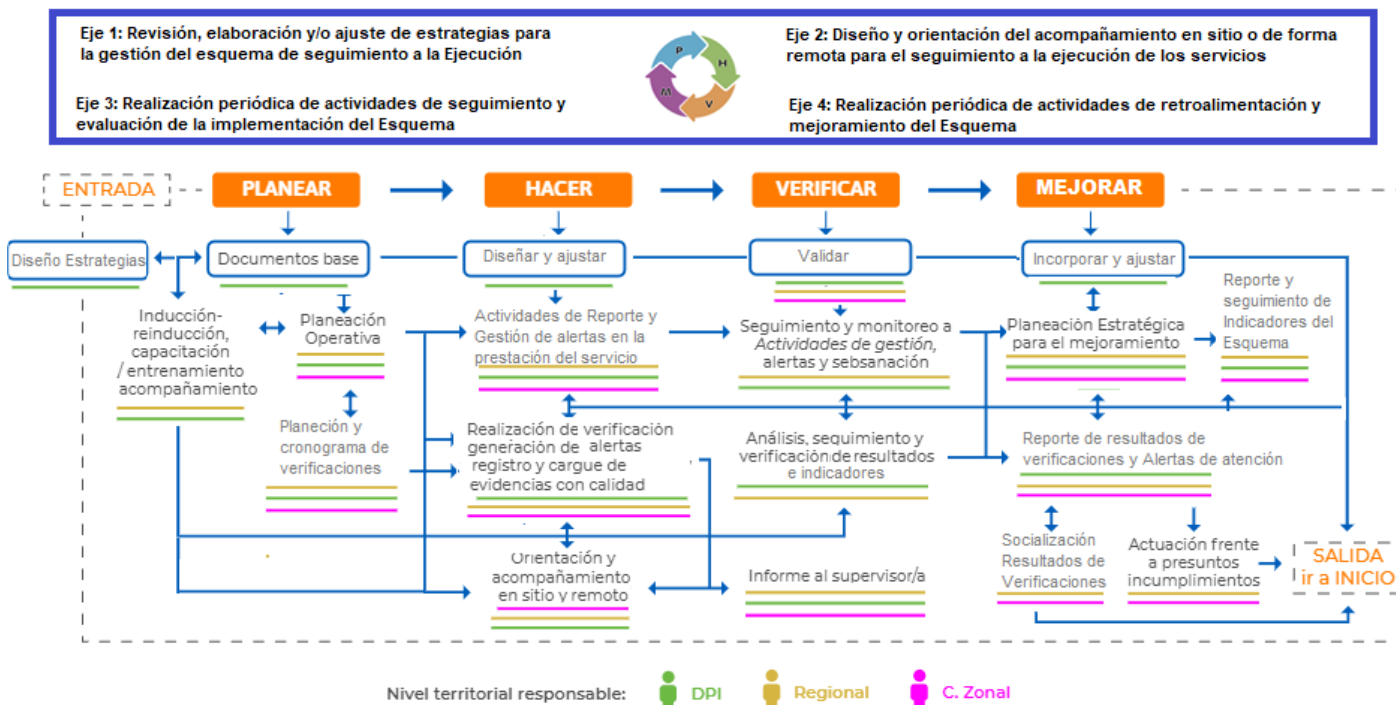 Eje 1: Revisión, elaboración y/o ajuste de estrategias para
la gestión del esquema de seguimiento a la Ejecución
Eje 2: Diseño y orientación del acompañamiento en sitio o de forma
remota para el seguimiento a la ejecución de los servicios
Eje 3: Realización periódica de actividades de seguimiento y
evaluación de la implementación del Esquema
Eje 4: Realización periódica de actividades de retroalimentación y
mejoramiento del Esquema
P
H
V
M
ENTRADA
PLANEAR
HACER
VERIFICAR
MEJORAR
Diseño Estrategias
Documentos base
Diseñar y ajustar
Validar
Incorporar y ajustar
Inducción-
reinducción,
capacitación
/ entrenamiento
acompañamiento
Planeación
Operativa
Actividades de Reporte y
Gestión de alertas en la
prestación del servicio
Seguimiento y monitoreo a
Actividades de gestión,
alertas y sebsanación
Planeación Estratégica
para el mejoramiento
Reporte y
seguimiento de
Indicadores del
Esquema
Planeción y
cronograma de
verificaciones
Realización de verificación
generación de alertas
registro y cargue de
evidencias con calidad
Análisis, seguimiento y
verificación de resultados
e indicadores
Reporte de resultados de
verificaciones y Alertas de atención
Orientación y
acompañamiento
en sitio y remoto
Informe al supervisor/a
Socialización
Resultados de
Verificaciones
Actuación frente
a presuntos
incumplimientos
SALIDA
ir a INICIO
Nivel territorial responsable:
DPI
Regional
C. Zonal